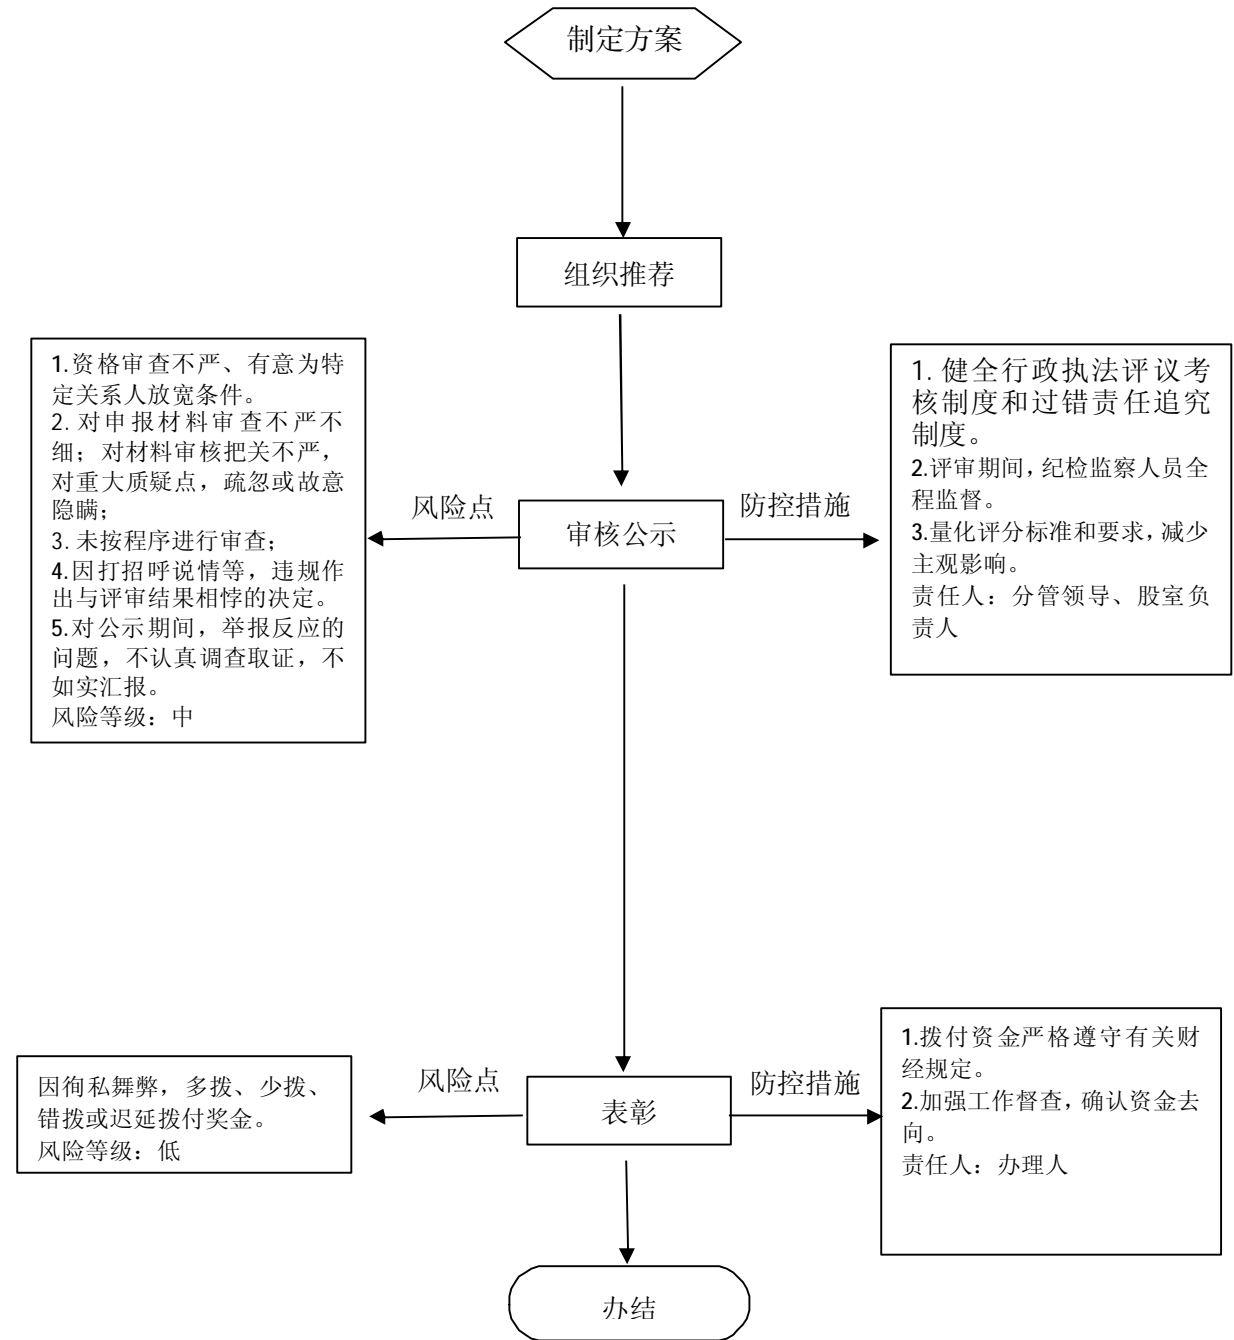 制定方案
组织推荐
1.资格审查不严、有意为特
定关系人放宽条件。
2. 对申报材料审查不严不
细；对材料审核把关不严，
对重大质疑点，疏忽或故意
隐瞒；
3. 未按程序进行审查；
4.因打招呼说情等，违规作
出与评审结果相悖的决定。
5.对公示期间，举报反应的
问题，不认真调查取证，不
如实汇报。
风险等级：中
风险点
审核公示
防控措施
1. 健全行政执法评议考
核制度和过错责任追究
制度。
2.评审期间，纪检监察人员全
程监督。
3.量化评分标准和要求，减少
主观影响。
责任人：分管领导、股室负
责人
因徇私舞弊，多拨、少拨、
错拨或迟延拨付奖金。
风险等级：低
风险点
表彰
防控措施
1.拨付资金严格遵守有关财
经规定。
2.加强工作督查，确认资金去
向。
责任人：办理人
办结